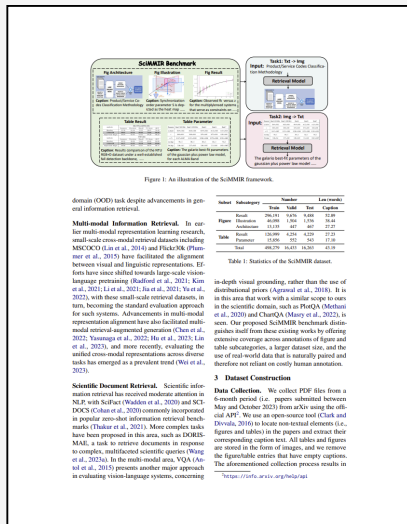 SciMMIR Benchmark
Fig Architecture
Fig Illustration
Fig Result
Table Result
Table Parameter
Task1: Txt -> Img
Input:
Retrieval Model
Task2: Img -> Txt
Input:
Retrieval Model
Figure 1: An illustration of the SciMMIR framework.
domain (OOD) task despite advancements in gen-
eral information retrieval.
Multi-modal Information Retrieval. In ear-
lier multi-modal representation learning research,
small-scale cross-modal retrieval datasets including
MSCOCO (Lin et al., 2014) and Flickr30k (Plum-
mer et al., 2015) have facilitated the alignment
between visual and linguistic representations. Ef-
forts have since shifted towards large-scale vision-
language pretraining (Radford et al., 2021; Kim
et al., 2021; Li et al., 2021; Jia et al., 2021; Yu et al.,
2022), with these small-scale retrieval datasets, in
turn, becoming the standard evaluation approach
for such systems. Advancements in multi-modal
representation alignment have also facilitated multi-
modal retrieval-augmented generation (Chen et al.,
2022; Yasunaga et al., 2022; Hu et al., 2023; Lin
et al., 2023), and more recently, evaluating the
unified cross-modal representations across diverse
tasks has emerged as a prevalent trend (Wei et al.,
2023).
Scientific Document Retrieval. Scientific infor-
mation retrieval has received moderate attention in
NLP, with SciFact (Wadden et al., 2020) and SCI-
DOCS (Cohan et al., 2020) commonly incorporated
in popular zero-shot information retrieval bench-
marks (Thakur et al., 2021). More complex tasks
have been proposed in this area, such as DORIS-
MAE, a task to retrieve documents in response
to complex, multifaceted scientific queries (Wang
et al., 2023a). In the multi-modal area, VQA (An-
tol et al., 2015) presents another major approach
in evaluating vision-language systems, concerning
Subset Subcategory Number Len (words)
Train Valid Test Caption
Figure Result 296,191 9,676 9,488 52.89
Illustration 46,098 1,504 1,536 38.44
Architecture 13,135 447 467 27.27
Table Result 126,999 4,254 4,229 27.23
Parameter 15,856 552 543 17.10
Total 498,279 16,433 16,263 43.19
Table 1: Statistics of the SciMMIR dataset.
in-depth visual grounding, rather than the use of
distributional priors (Agrawal et al., 2018). It is
in this area that work with a similar scope to ours
in the scientific domain, such as PlotQA (Methani
et al., 2020) and ChartQA (Masry et al., 2022), is
seen. Our proposed SciMMIR benchmark distin-
guishes itself from these existing works by offering
extensive coverage across annotations of figure and
table subcategories, a larger dataset size, and the
use of real-world data that is naturally paired and
therefore not reliant on costly human annotation.
3 Dataset Construction
Data Collection. We collect PDF files from a
6-month period (i.e. papers submitted between
May and October 2023) from arXiv using the offi-
cial API². We use an open-source tool (Clark and
Divvala, 2016) to locate non-textual elements (i.e.,
figures and tables) in the papers and extract their
corresponding caption text. All tables and figures
are stored in the form of images, and we remove
the figure/table entries that have empty captions.
The aforementioned collection process results in
²https://info.arxiv.org/help/api